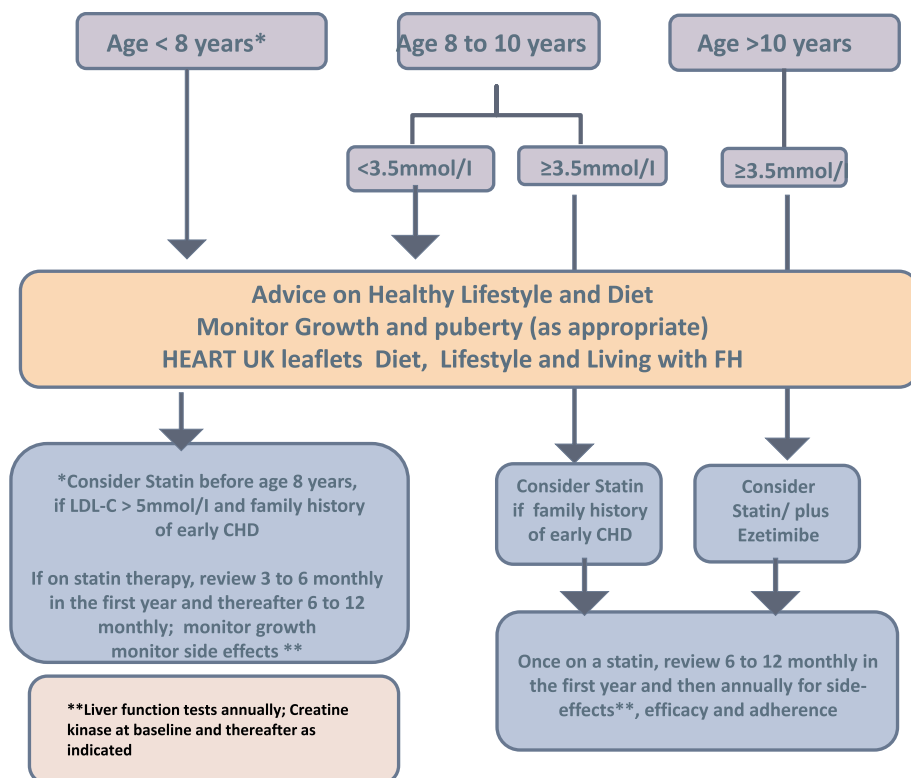 Age < 8 years*
Age 8 to 10 years
Age >10 years
<3.5mmol/l
≥3.5mmol/l
≥3.5mmol/l
Advice on Healthy Lifestyle and Diet
Monitor Growth and puberty (as appropriate)
HEART UK leaflets Diet, Lifestyle and Living with FH
*Consider Statin before age 8 years,
if LDL-C > 5mmol/l and family history
of early CHD
If on statin therapy, review 3 to 6 monthly
in the first year and thereafter 6 to 12
monthly; monitor growth
monitor side effects **
Consider Statin
if family history
of early CHD
Consider
Statin/ plus
Ezetimibe
Once on a statin, review 6 to 12 monthly in
the first year and then annually for side-
effects**, efficacy and adherence
**Liver function tests annually; Creatine
kinase at baseline and thereafter as
indicated